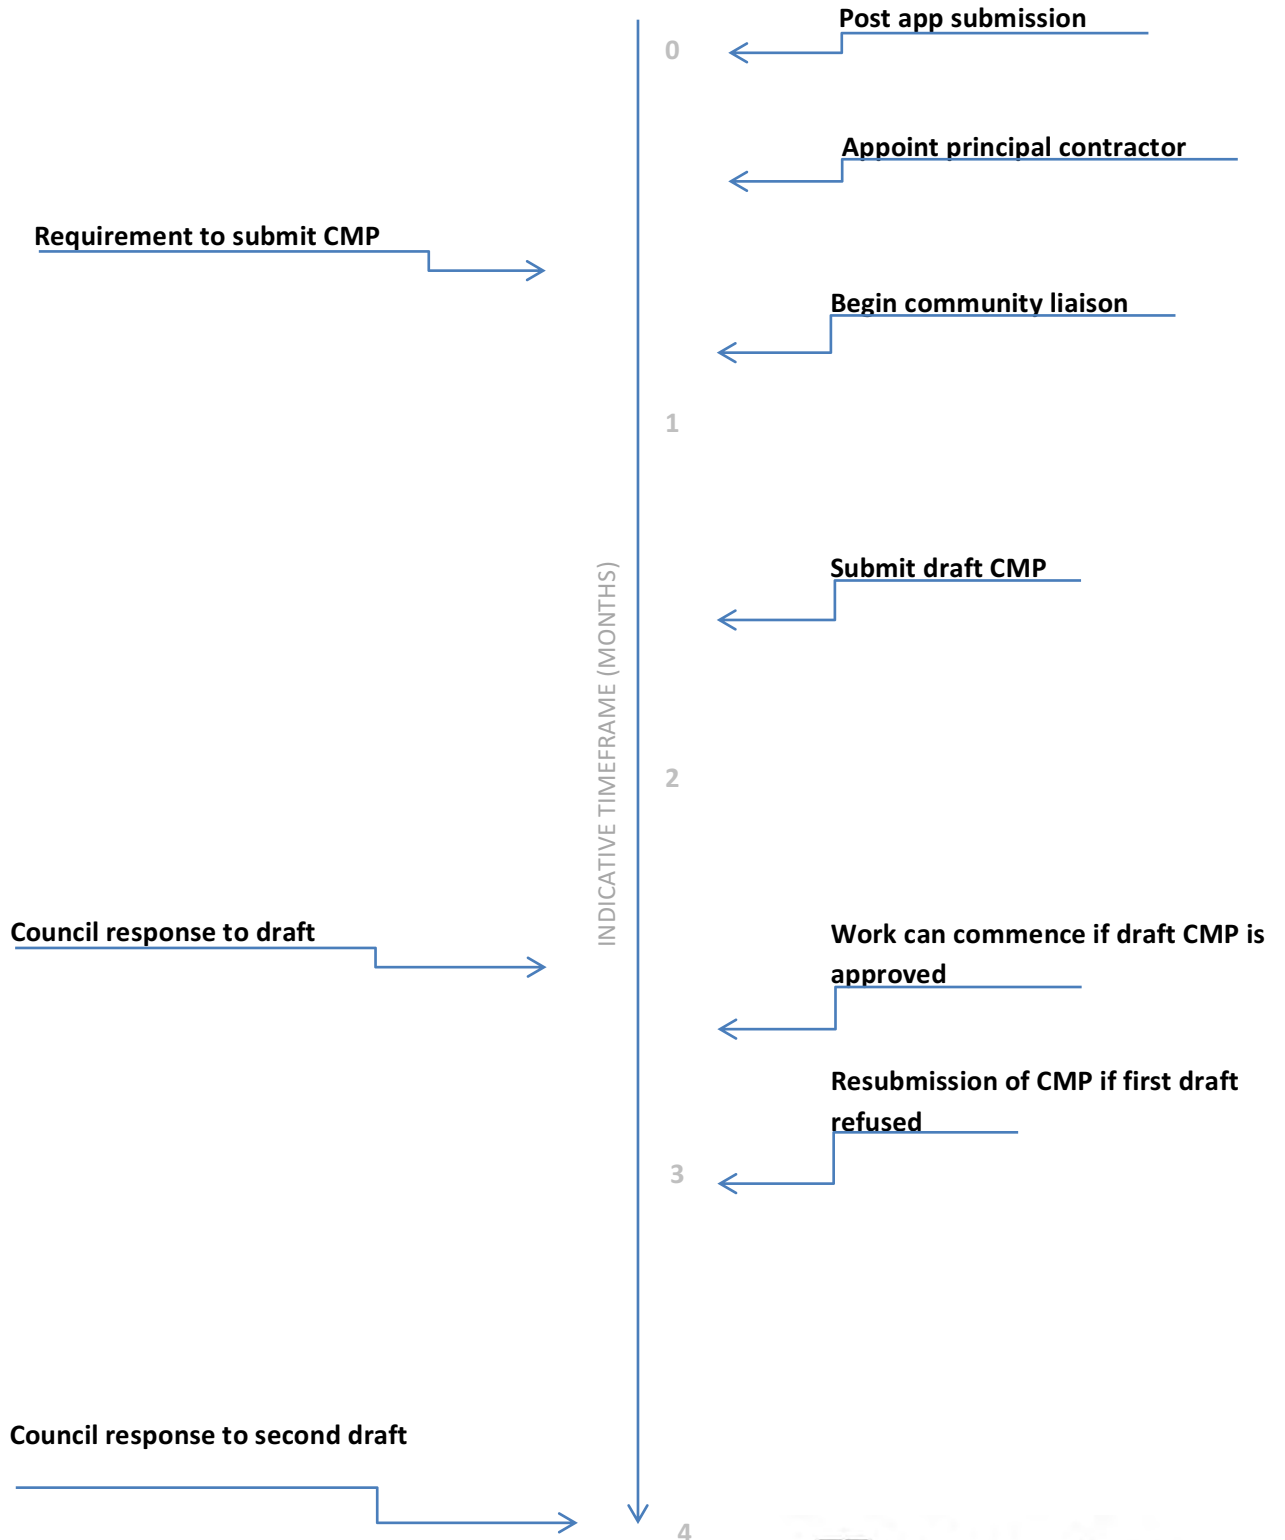 Post app submission
0
Appoint principal contractor
Requirement to submit CMP
Begin community liaison
1
Submit draft CMP
INDICATIVE TIMEFRAME (MONTHS)
2
Council response to draft
Work can commence if draft CMP is
approved
Resubmission of CMP if first draft
refused
3
Council response to second draft
4